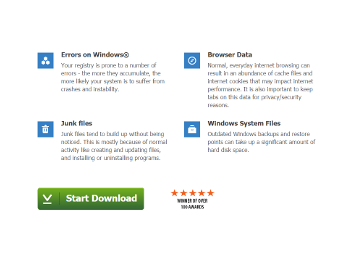 Errors on Windows®
Your registry is prone to a number of
errors - the more they accumulate, the
more likely your system is to suffer from
crashes and instability.
Browser Data
Normal, everyday internet browsing can
result in an abundance of cache files and
internet cookies that may impact internet
performance. It is also important to keep
tabs on this data for privacy/security
reasons.
Junk files
Junk files tend to build up without being
noticed. This is mostly because of normal
activity like creating and updating files,
and installing or uninstalling programs.
Windows System Files
Outdated Windows backups and restore
points can take up a significant amount of
hard disk space.
Start Download
WINNER OF OVER
100 AWARDS